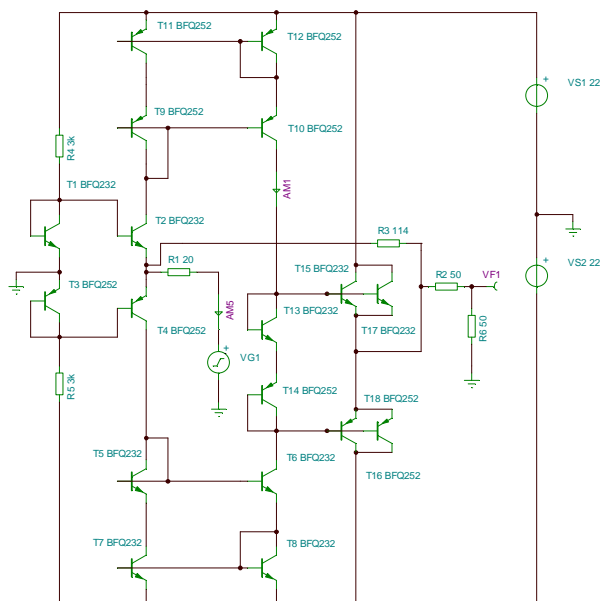 T11 BFQ252
T12 BFQ252
VS1 22
+
T9 BFQ252
T10 BFQ252
R4 3k
T1 BFQ232
AM1
T2 BFQ232
R3 114
R1 20
T15 BFQ232
R2 50
VF1
+
VS2 22
T3 BFQ252
AM5
T4 BFQ252
T13 BFQ232
T17 BFQ232
R6 50
+
VG1
R5 3k
T14 BFQ252
T18 BFQ252
T5 BFQ232
T6 BFQ232
T16 BFQ252
T7 BFQ232
T8 BFQ232